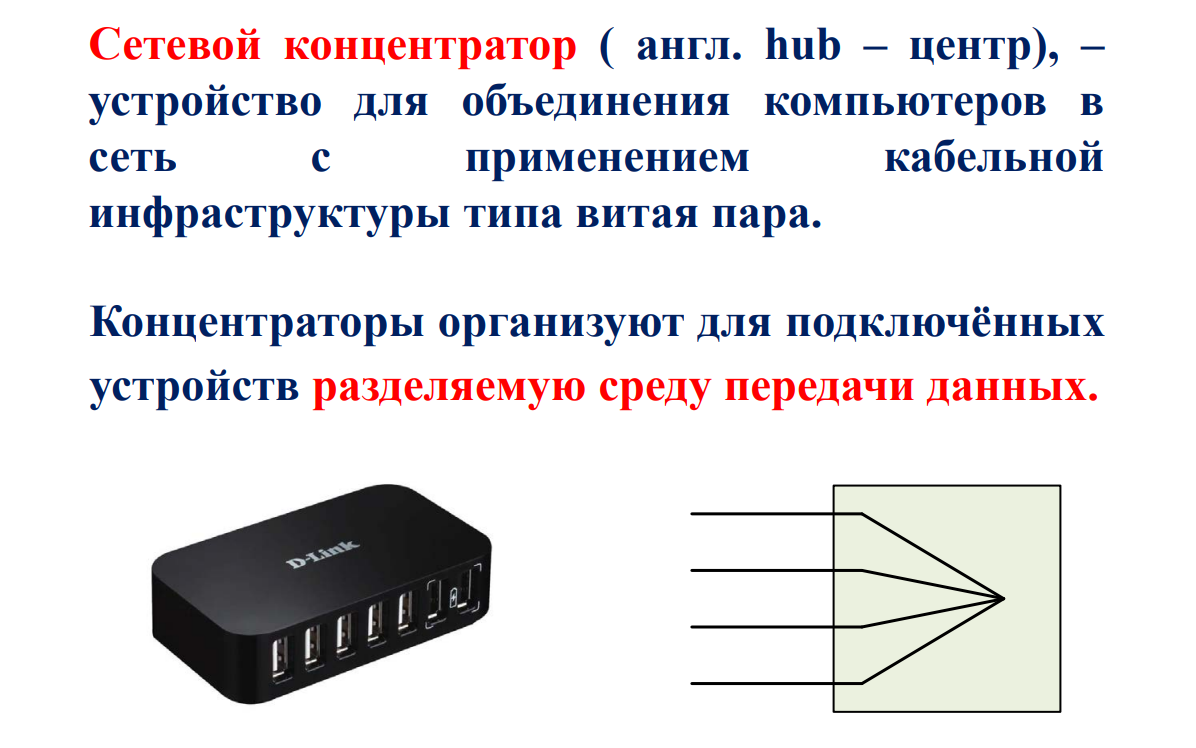 Сетевой концентратор ( англ. hub – центр), –
устройство для объединения компьютеров в
сеть с применением кабельной
инфраструктуры типа витая пара.
Концентраторы организуют для подключённых
устройств разделяемую среду передачи данных.
D-Link